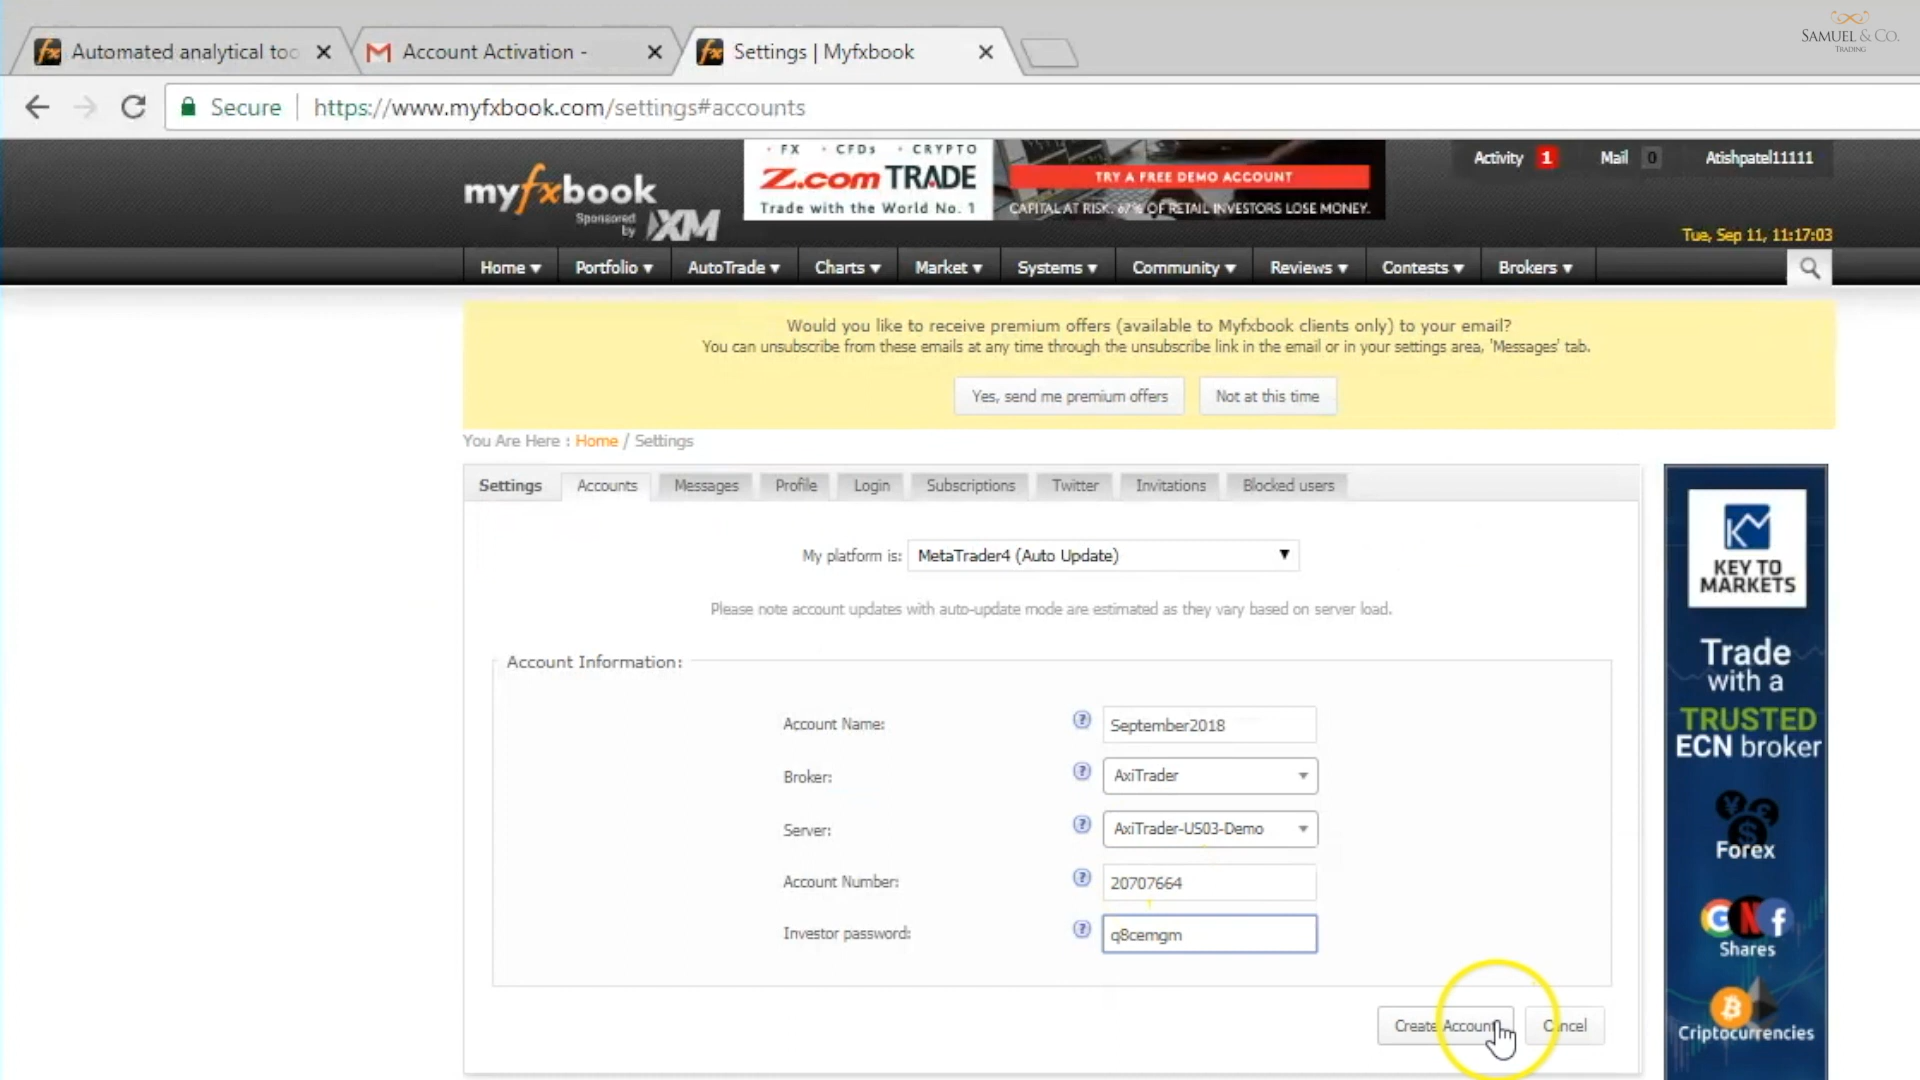 SAMUEL & CO.
TRADING
Automated analytical too
Account Activation -
Settings | Myfxbook
Secure
https://www.myfxbook.com/settings#accounts
FX • CFDs • CRYPTO
Z.com TRADE
Trade with the World No. 1
TRY A FREE DEMO ACCOUNT
CAPITAL AT RISK. 67% OF RETAIL INVESTORS LOSE MONEY.
Activity 1
Mail 0
Atishpatel11111
myfxbook
Sponsored by XM
Tue, Sep 11, 11:17:03
Home ▾ Portfolio ▾ AutoTrade ▾ Charts ▾ Market ▾ Systems ▾ Community ▾ Reviews ▾ Contests ▾ Brokers ▾
Would you like to receive premium offers (available to Myfxbook clients only) to your email?
You can unsubscribe from these emails at any time through the unsubscribe link in the email or in your settings area, 'Messages' tab.
Yes, send me premium offers
Not at this time
You Are Here : Home / Settings
Settings Accounts Messages Profile Login Subscriptions Twitter Invitations Blocked users
My platform is: MetaTrader4 (Auto Update)
Please note account updates with auto-update mode are estimated as they vary based on server load.
Account Information:
Account Name: September2018
Broker: AxiTrader
Server: AxiTrader-US03-Demo
Account Number: 20707664
Investor password: q8cemgm
Create Account
Cancel
KEY TO
MARKETS
Trade
with a
TRUSTED
ECN broker
Forex
Shares
Criptocurrencies